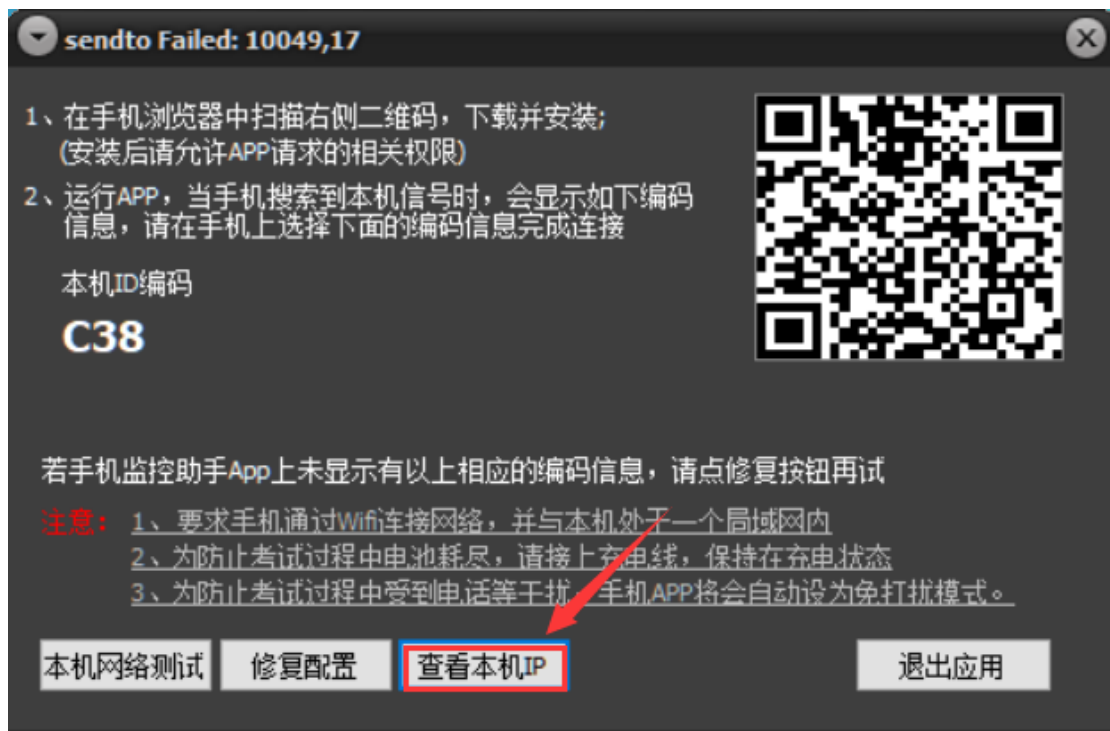 sendto Failed: 10049,17
1、在手机浏览器中扫描右侧二维码，下载并安装;
(安装后请允许APP请求的相关权限)
2、运行APP，当手机搜索到本机信号时，会显示如下编码
信息，请在手机上选择下面的编码信息完成连接
本机ID编码
C38
若手机监控助手App上未显示有以上相应的编码信息，请点修复按钮再试
注意： 1、要求手机通过Wifi连接网络，并与本机处于一个局域网内
2、为防止考试过程中电池耗尽，请接上充电线，保持在充电状态
3、为防止考试过程中受到电话等干扰，手机APP将会自动设为免打扰模式。
本机网络测试 修复配置 查看本机IP 退出应用